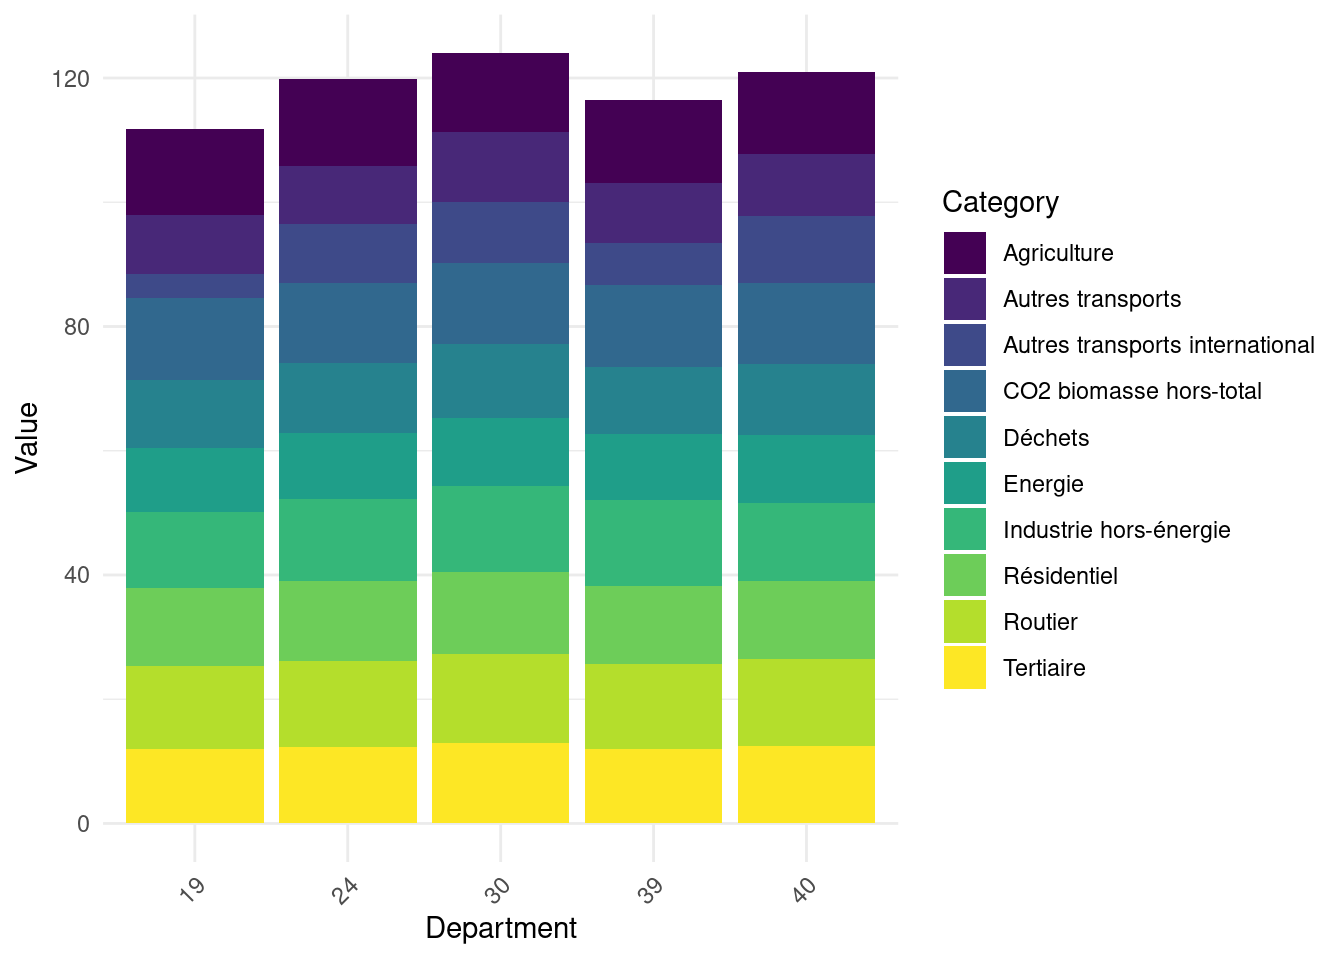 120
80
40
0
Value
19
24
30
39
40
Department
Category
Agriculture
Autres transports
Autres transports international
CO2 biomasse hors-total
Déchets
Energie
Industrie hors-énergie
Résidentiel
Routier
Tertiaire